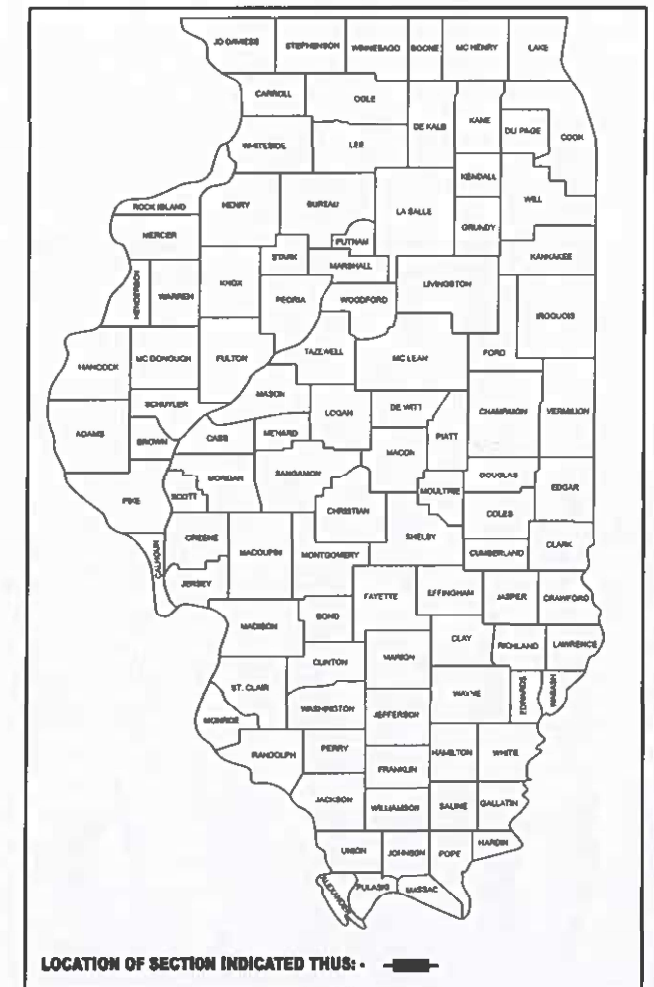 JO DAVIESS STEPHENSON WINNEBAGO BOONE MC HENRY LAKE
CARROLL OGLE DE KALB KANE DU PAGE COOK
WHITESIDE LEE KENDALL WILL
ROCK ISLAND HENRY BUREAU LA SALLE GRUNDY
MERCER STARK PUTNAM MARSHALL KANKAKEE
HENDERSON WARREN KNOX PEORIA WOODFORD LIVINGSTON IROQUOIS
HANCOCK MC DONOUGH FULTON TAZEWELL MC LEAN FORD
SCHUYLER MASON LOGAN DE WITT CHAMPAIGN VERMILION
ADAMS BROWN CASS MENARD MACON PIATT
PIKE SCOTT MORGAN SANGAMON CHRISTIAN MOULTRIE DOUGLAS EDGAR
COLES
CALHOUN GREENE MACOUPIN MONTGOMERY SHELBY CUMBERLAND CLARK
JERSEY FAYETTE EFFINGHAM JASPER CRAWFORD
MADISON BOND CLAY RICHLAND LAWRENCE
CLINTON MARION
ST. CLAIR WASHINGTON JEFFERSON WAYNE EDWARDS WABASH
MONROE
RANDOLPH PERRY FRANKLIN HAMILTON WHITE
JACKSON WILLIAMSON SALINE GALLATIN
UNION JOHNSON POPE HARDIN
ALEXANDER PULASKI MASSAC
LOCATION OF SECTION INDICATED THUS: -